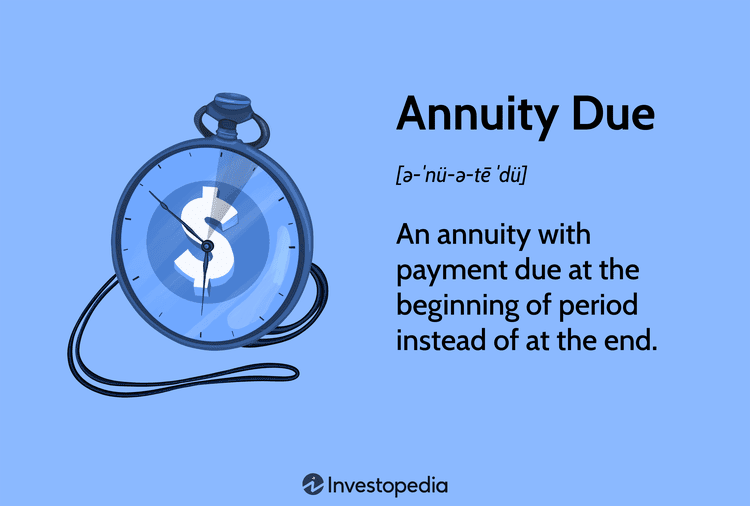 Annuity Due
[ə-ˈnü-ə-tē ˈdü]
An annuity with
payment due at the
beginning of period
instead of at the end.
$
Investopedia